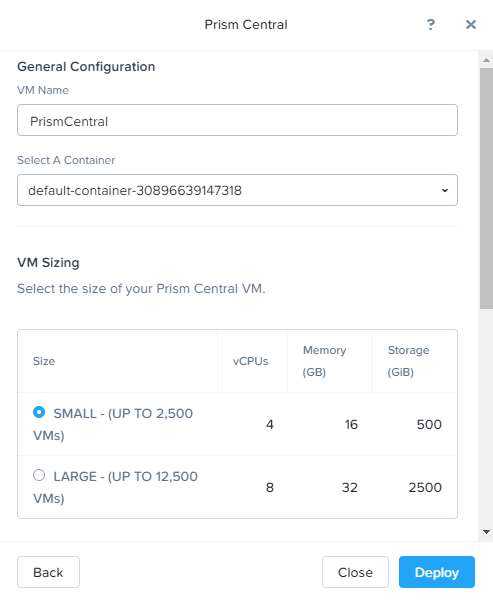 Prism Central
?
General Configuration
VM Name
PrismCentral
Select A Container
default-container-30896639147318
VM Sizing
Select the size of your Prism Central VM.
Size vCPUs Memory (GB) Storage (GiB)
SMALL - (UP TO 2,500 VMs) 4 16 500
LARGE - (UP TO 12,500 VMs) 8 32 2500
Back Close Deploy